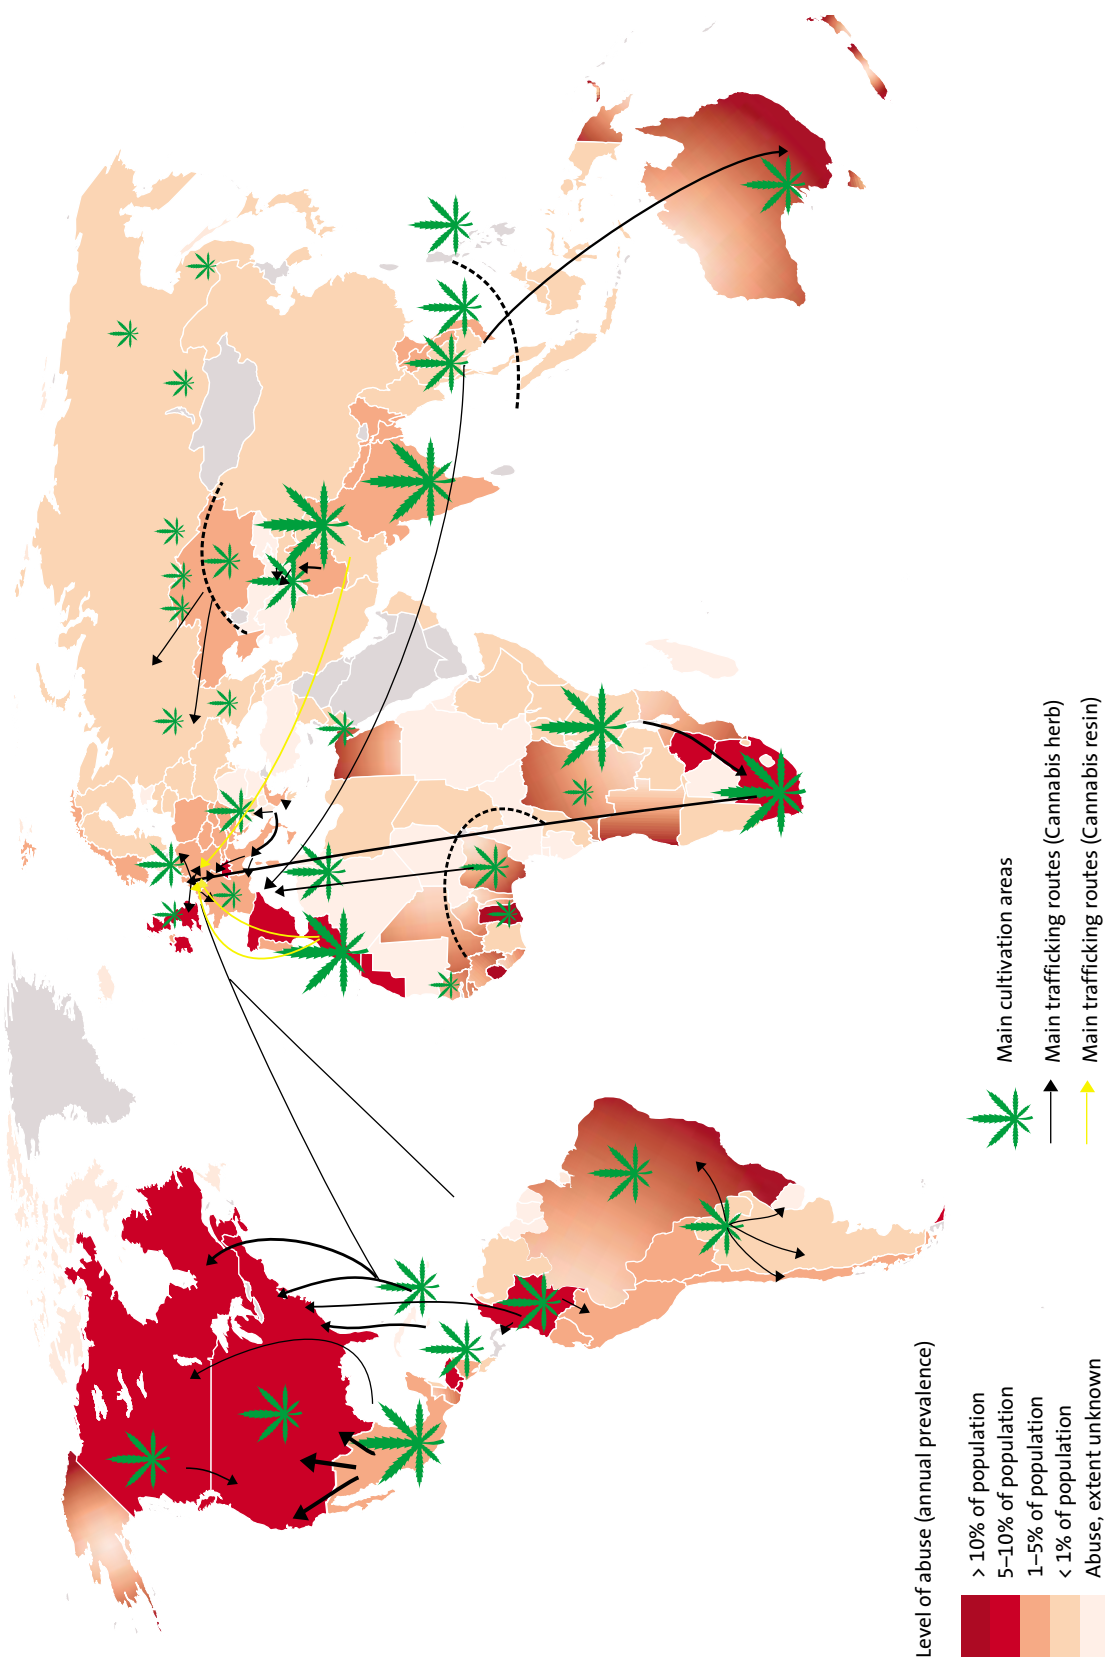 Level of abuse (annual prevalence)
> 10% of population
5–10% of population
1–5% of population
< 1% of population
Abuse, extent unknown
Main cultivation areas
Main trafficking routes (Cannabis herb)
Main trafficking routes (Cannabis resin)